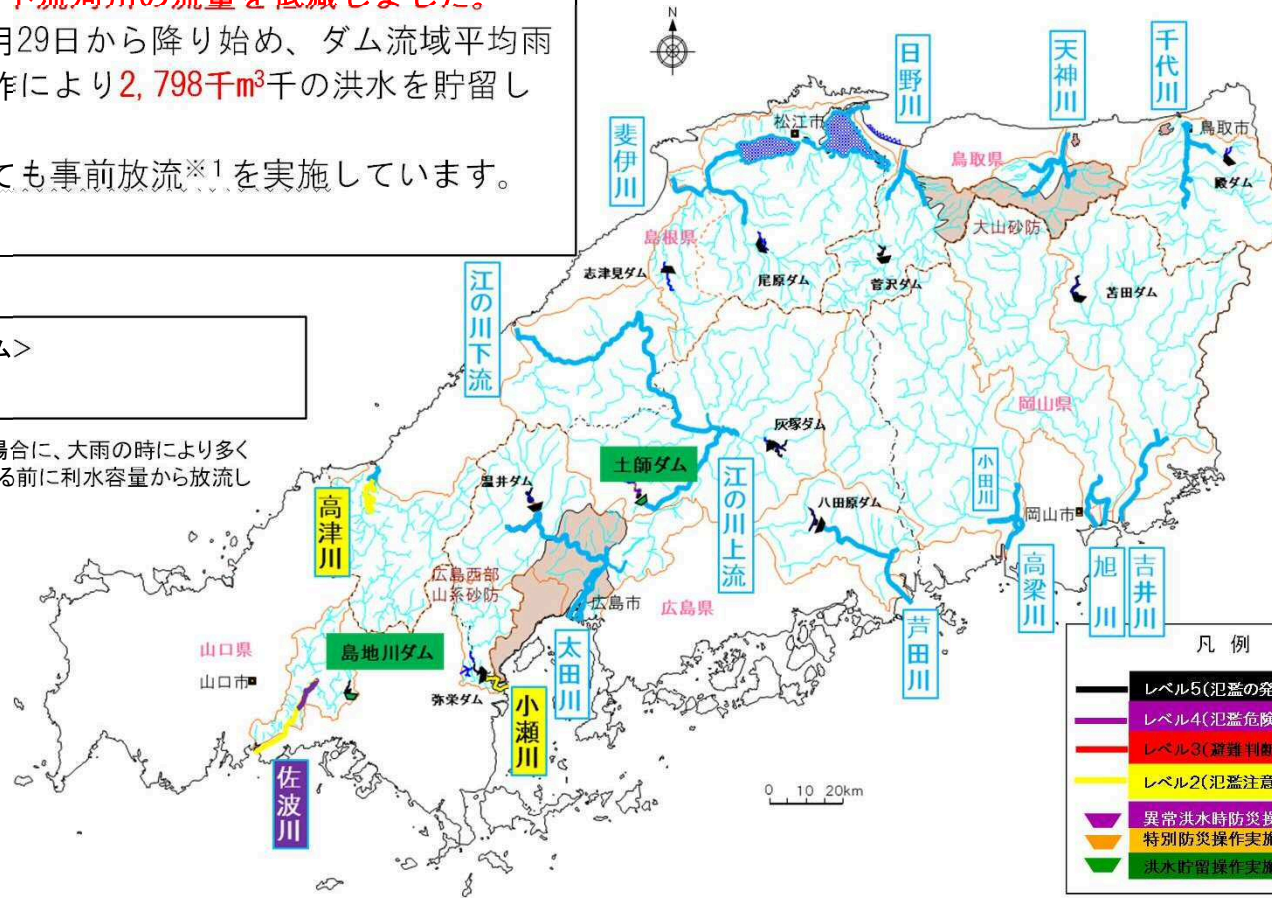 下流河川の流量を低減しました。
月29日から降り始め、ダム流域平均雨
作により2,798千m³千の洪水を貯留し
ても事前放流※1を実施しています。
ム>
場合に、大雨の時により多く
る前に利水容量から放流し
N
日野川
天神川
千代川
斐伊川
松江市
鳥取市
鳥取県
殿ダム
大山砂防
島根県
志津見ダム
尾原ダム
菅沢ダム
苫田ダム
江の川下流
岡山県
灰塚ダム
土師ダム
温井ダム
小田川
八田原ダム
岡山市
高津川
江の川上流
広島西部
山系砂防
広島市
広島県
高梁川
旭川
吉井川
芦田川
太田川
山口県
島地川ダム
山口市
弥栄ダム
小瀬川
佐波川
0 10 20km
凡 例
レベル5(氾濫の発
レベル4(氾濫危険
レベル3(避難判断
レベル2(氾濫注意
異常洪水時防災操
特別防災操作実施
洪水貯留操作実施